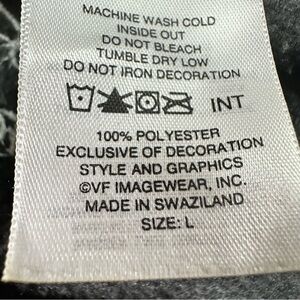 MACHINE WASH COLD
INSIDE OUT
DO NOT BLEACH
TUMBLE DRY LOW
DO NOT IRON DECORATION
INT
100% POLYESTER
EXCLUSIVE OF DECORATION
STYLE AND GRAPHICS
©VF IMAGEWEAR, INC.
MADE IN SWAZILAND
SIZE: L